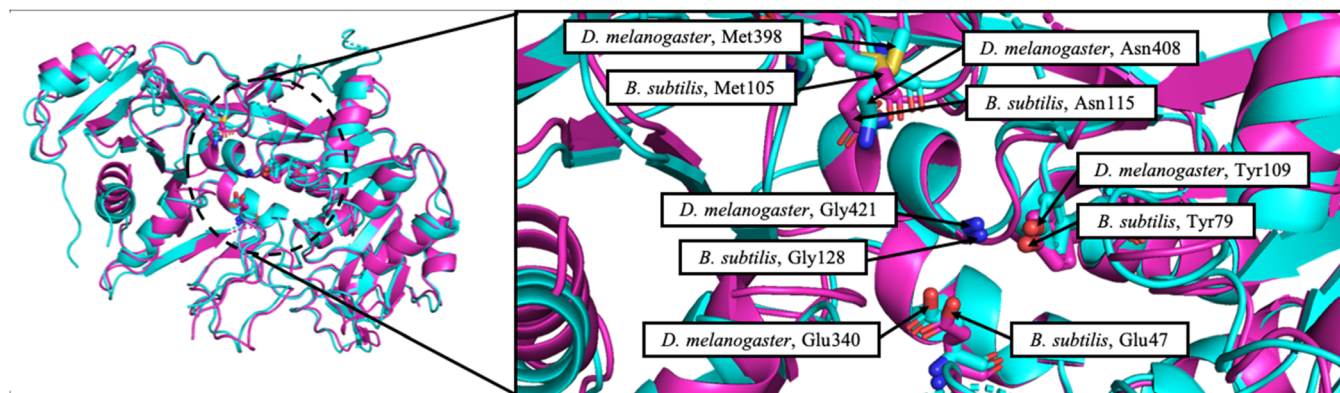 D. melanogaster, Met398
D. melanogaster, Asn408
B. subtilis, Met105
B. subtilis, Asn115
D. melanogaster, Tyr109
D. melanogaster, Gly421
B. subtilis, Tyr79
B. subtilis, Gly128
D. melanogaster, Glu340
B. subtilis, Glu47